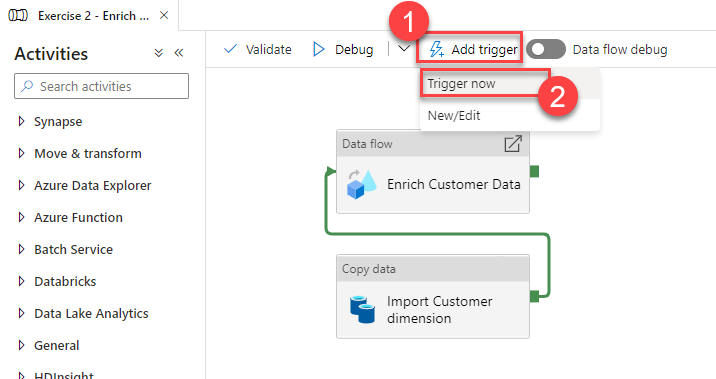 Exercise 2 - Enrich ...
Activities
Search activities
Synapse
Move & transform
Azure Data Explorer
Azure Function
Batch Service
Databricks
Data Lake Analytics
General
HDInsight
Validate
Debug
1
Add trigger
Data flow debug
Trigger now
2
New/Edit
Data flow
Enrich Customer Data
Copy data
Import Customer
dimension